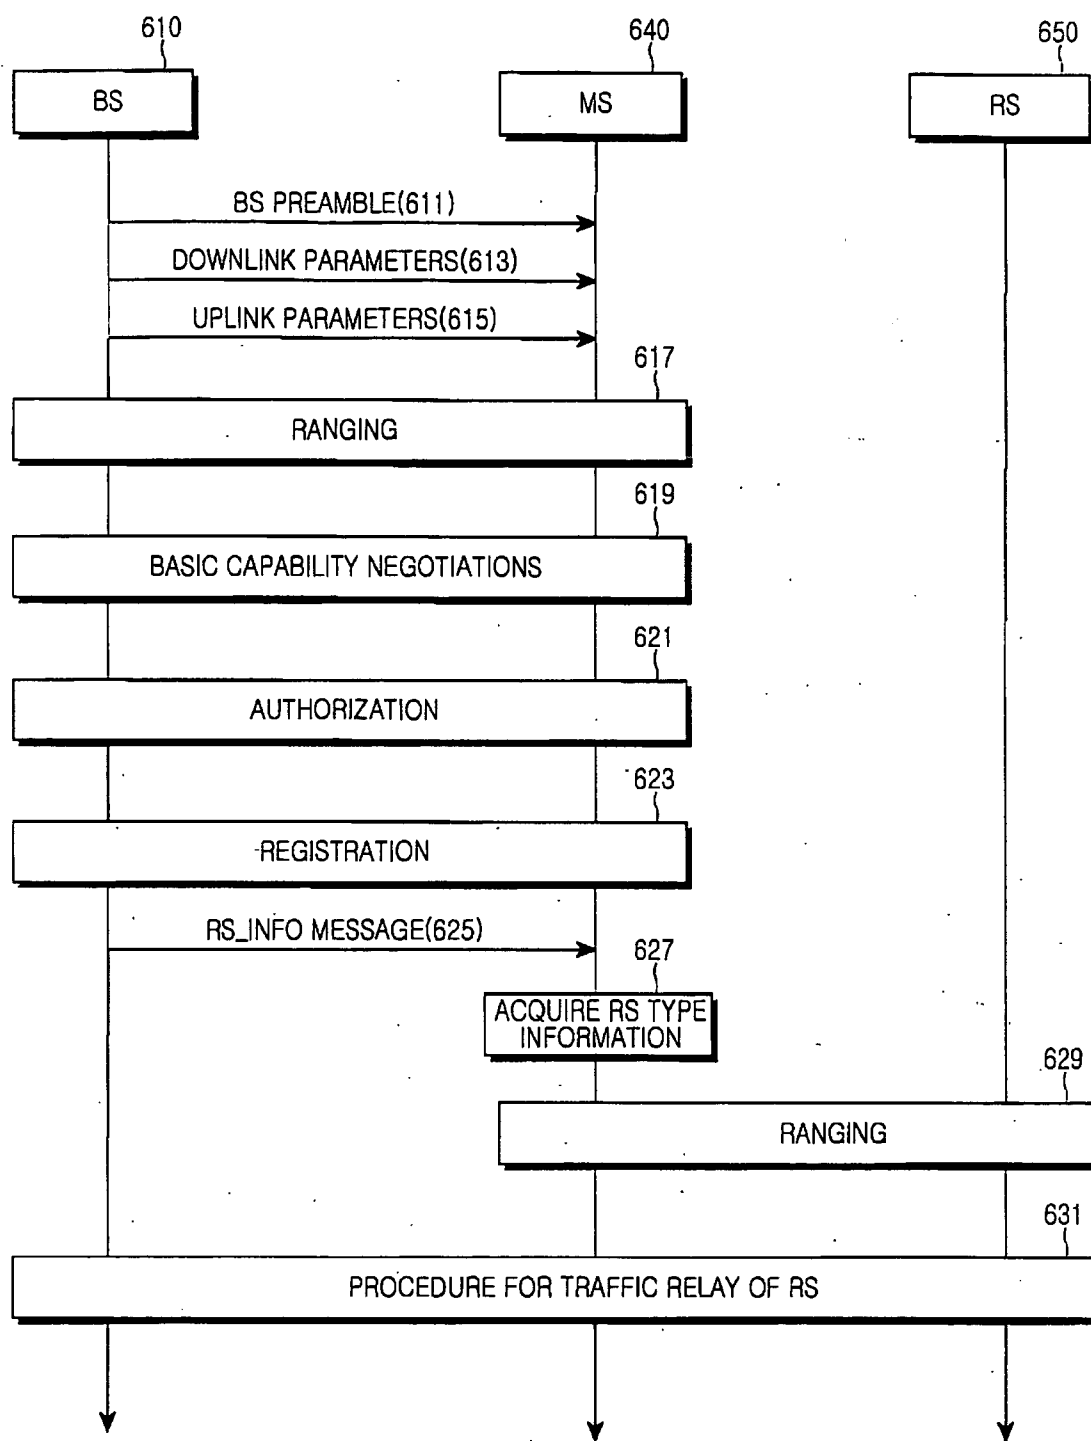 610
640
650
BS
MS
RS
BS PREAMBLE(611)
DOWNLINK PARAMETERS(613)
UPLINK PARAMETERS(615)
617
RANGING
619
BASIC CAPABILITY NEGOTIATIONS
621
AUTHORIZATION
623
REGISTRATION
RS_INFO MESSAGE(625)
627
ACQUIRE RS TYPE
INFORMATION
629
RANGING
631
PROCEDURE FOR TRAFFIC RELAY OF RS